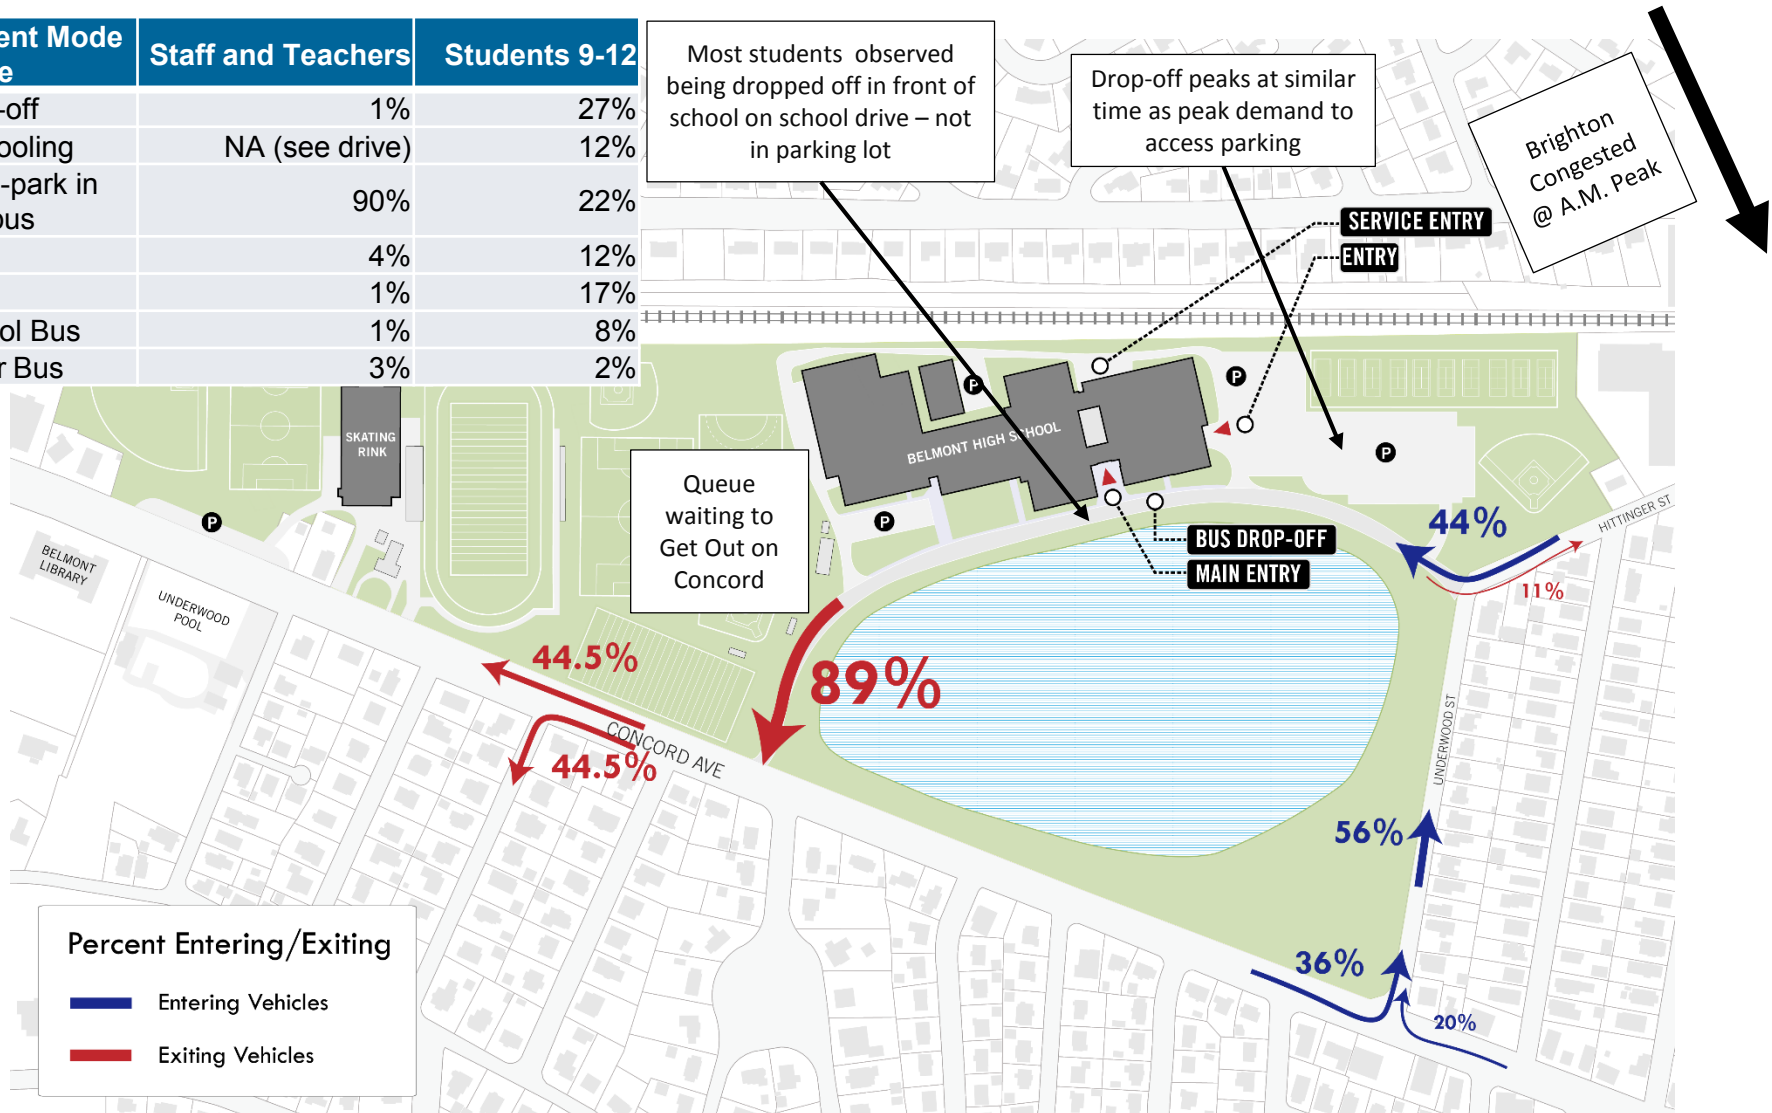 ent Mode
e
Staff and Teachers
Students 9-12
-off
1%
27%
ooling
NA (see drive)
12%
-park in
ous
90%
22%
4%
12%
1%
17%
ol Bus
1%
8%
r Bus
3%
2%
Most students observed
being dropped off in front of
school on school drive – not
in parking lot
Drop-off peaks at similar
time as peak demand to
access parking
Brighton
Congested
@ A.M. Peak
SERVICE ENTRY
ENTRY
P
P
P
SKATING
RINK
BELMONT HIGH SCHOOL
Queue
waiting to
Get Out on
Concord
P
P
BUS DROP-OFF
MAIN ENTRY
44%
HITTINGER ST
11%
BELMONT
LIBRARY
UNDERWOOD
POOL
44.5%
89%
CONCORD AVE
44.5%
UNDERWOOD ST
56%
36%
20%
Percent Entering/Exiting
Entering Vehicles
Exiting Vehicles